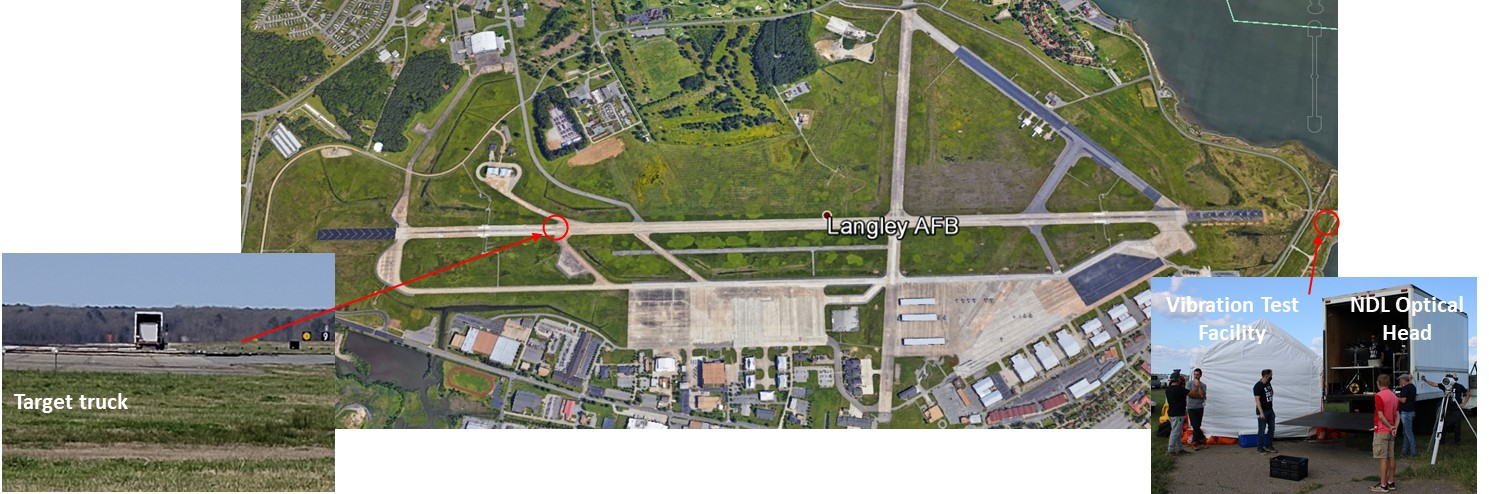 Langley AFB
Target truck
Vibration Test
Facility
NDL Optical
Head
9